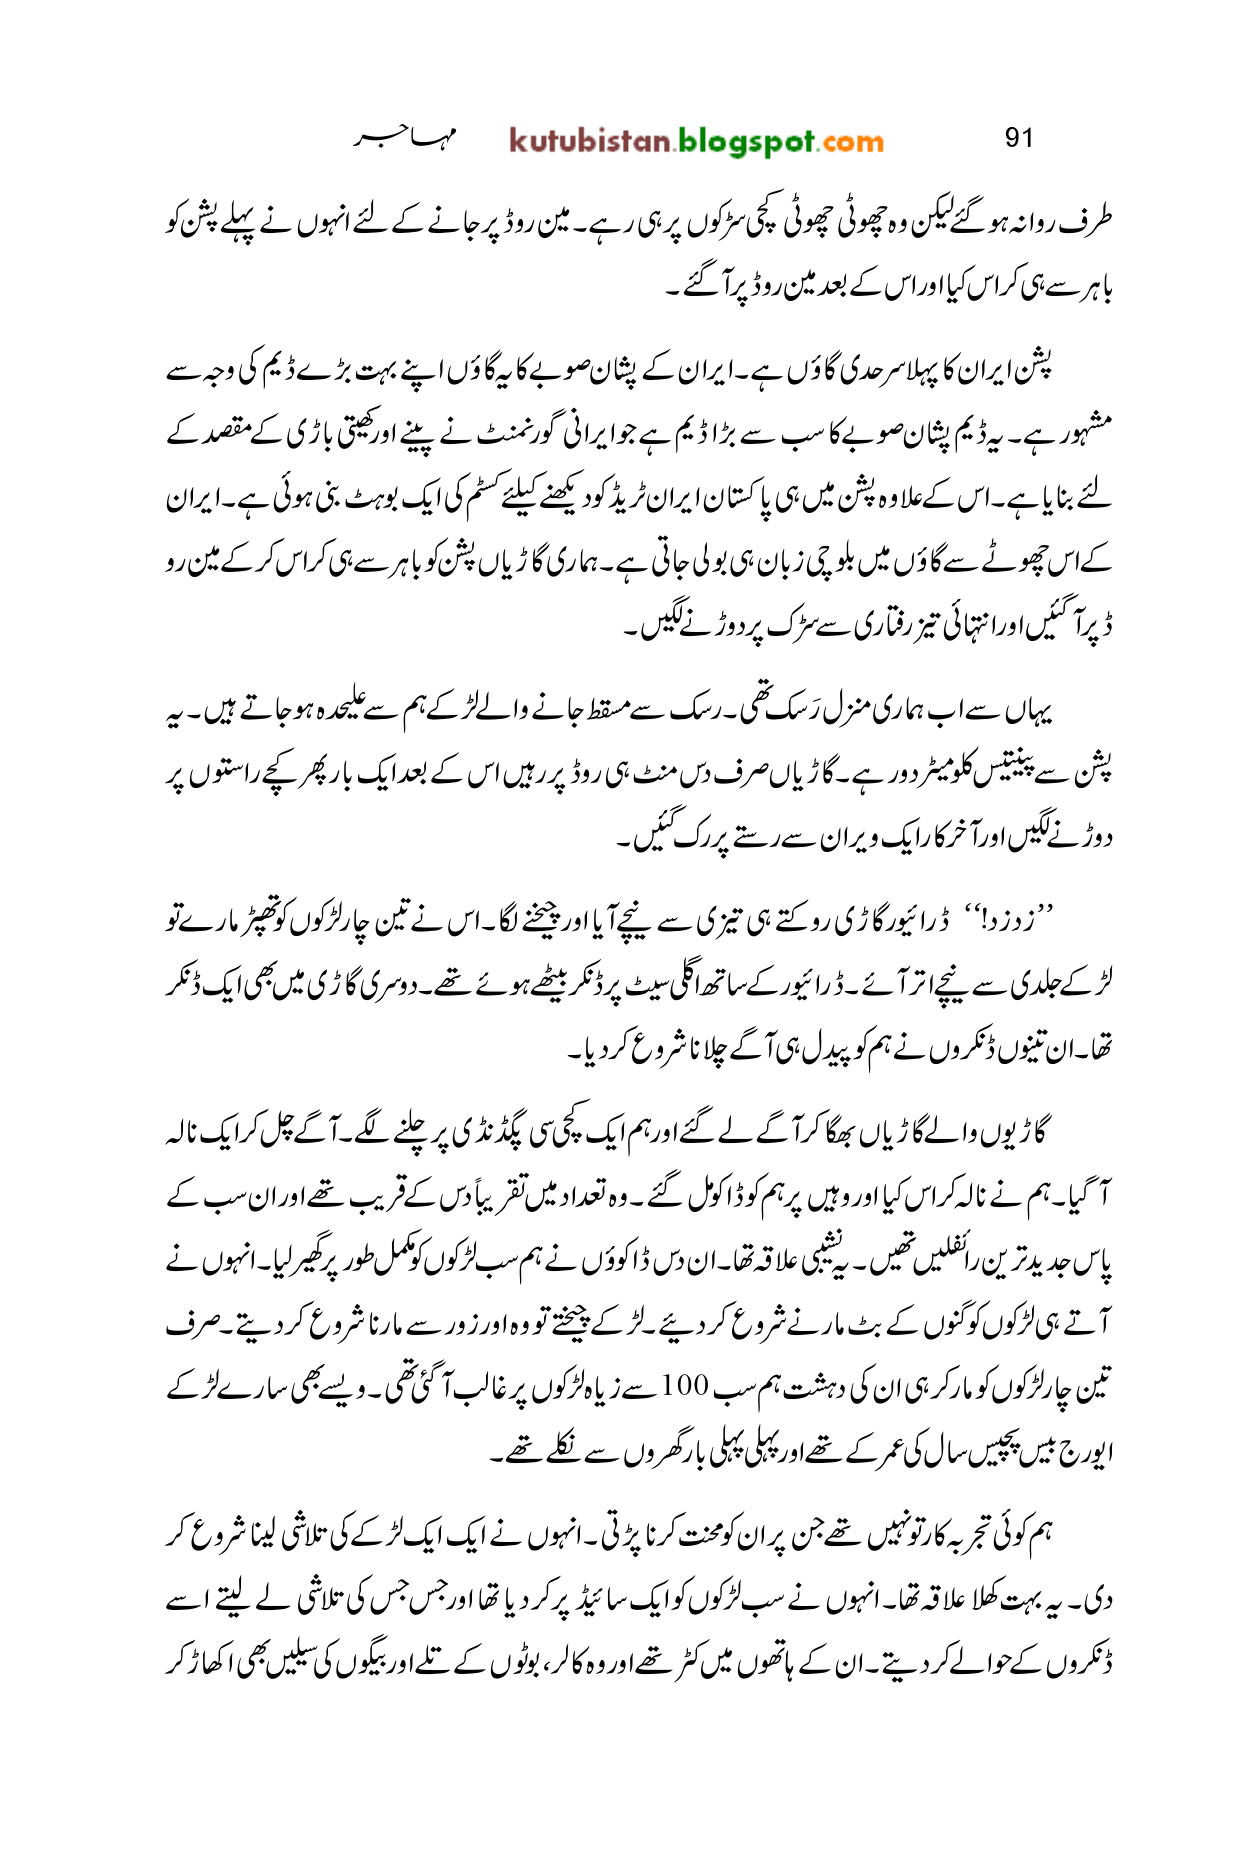 مہاجر kutubistan.blogspot.com 91
طرف روانہ ہو گئے لیکن وہ چھوٹی چھوٹی کچی سڑکوں پر ہی رہے۔ مین روڈ پر جانے کے لئے انہوں نے پہلے پشن کو
باہر سے ہی کراس کیا اور اس کے بعد مین روڈ پر آ گئے۔
پشن ایران کا پہلا سرحدی گاؤں ہے۔ ایران کے پشان صوبے کا یہ گاؤں اپنے بہت بڑے ڈیم کی وجہ سے
مشہور ہے۔ یہ ڈیم پشان صوبے کا سب سے بڑا ڈیم ہے جو ایرانی گورنمنٹ نے پینے اور کھیتی باڑی کے مقصد کے
لئے بنایا ہے۔ اس کے علاوہ پشن میں ہی پاکستان ایران ٹریڈ کو دیکھنے کیلئے کسٹم کی ایک بوہٹ بنی ہوئی ہے۔ ایران
کے اس چھوٹے سے گاؤں میں بلوچی زبان ہی بولی جاتی ہے۔ ہماری گاڑیاں پشن کو باہر سے ہی کراس کر کے مین رو
ڈ پر آ گئیں اور انتہائی تیز رفتاری سے سڑک پر دوڑنے لگیں۔
یہاں سے اب ہماری منزل رَسک تھی۔ رسک سے مسقط جانے والے لڑکے ہم سے علیحدہ ہو جاتے ہیں۔ یہ
پشن سے پینتیس کلومیٹر دور ہے۔ گاڑیاں صرف دس منٹ ہی روڈ پر رہیں اس کے بعد ایک بار پھر کچے راستوں پر
دوڑنے لگیں اور آخر کار ایک ویران سے رستے پر رک گئیں۔
’’زد زد!‘‘ ڈرائیور گاڑی روکتے ہی تیزی سے نیچے آیا اور چیخنے لگا۔ اس نے تین چار لڑکوں کو تھپڑ مارے تو
لڑکے جلدی سے نیچے اتر آئے۔ ڈرائیور کے ساتھ اگلی سیٹ پر ڈنکر بیٹھے ہوئے تھے۔ دوسری گاڑی میں بھی ایک ڈنکر
تھا۔ ان تینوں ڈنکروں نے ہم کو پیدل ہی آگے چلانا شروع کر دیا۔
گاڑیوں والے گاڑیاں بھگا کر آگے لے گئے اور ہم ایک کچی سی پگڈنڈی پر چلنے لگے۔ آگے چل کر ایک نالہ
آ گیا۔ ہم نے نالہ کراس کیا اور وہیں پر ہم کو ڈاکو مل گئے۔ وہ تعداد میں تقریباً دس کے قریب تھے اور ان سب کے
پاس جدید ترین رائفلیں تھیں۔ یہ نشیبی علاقہ تھا۔ ان دس ڈاکوؤں نے ہم سب لڑکوں کو مکمل طور پر گھیر لیا۔ انہوں نے
آتے ہی لڑکوں کو گنوں کے بٹ مارنے شروع کر دیئے۔ لڑکے چیختے تو وہ اور زور سے مارنا شروع کر دیتے۔ صرف
تین چار لڑکوں کو مار کر ہی ان کی دہشت ہم سب 100 سے زیاہ لڑکوں پر غالب آ گئی تھی۔ ویسے بھی سارے لڑکے
ایورج بیس پچیس سال کی عمر کے تھے اور پہلی پہلی بار گھروں سے نکلے تھے۔
ہم کوئی تجربہ کار تو نہیں تھے جن پر ان کو محنت کرنا پڑتی۔ انہوں نے ایک ایک لڑکے کی تلاشی لینا شروع کر
دی۔ یہ بہت کھلا علاقہ تھا۔ انہوں نے سب لڑکوں کو ایک سائیڈ پر کر دیا تھا اور جس جس کی تلاشی لے لیتے اسے
ڈنکروں کے حوالے کر دیتے۔ ان کے ہاتھوں میں کٹر تھے اور وہ کالر، بوٹوں کے تلے اور بیگوں کی سیلیں بھی اکھاڑ کر